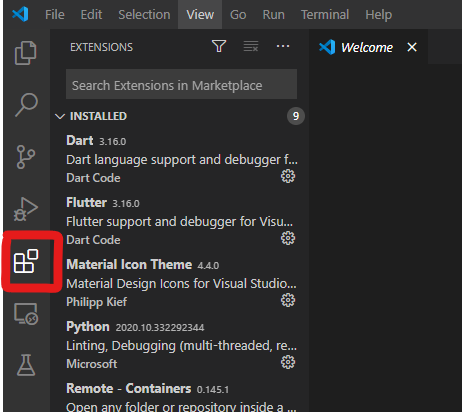 File Edit Selection View Go Run Terminal Help
EXTENSIONS
Welcome
Search Extensions in Marketplace
INSTALLED 9
Dart 3.16.0
Dart language support and debugger f...
Dart Code
Flutter 3.16.0
Flutter support and debugger for Visu...
Dart Code
Material Icon Theme 4.4.0
Material Design Icons for Visual Studio...
Philipp Kief
Python 2020.10.332292344
Linting, Debugging (multi-threaded, re...
Microsoft
Remote - Containers 0.145.1
Open any folder or repository inside a